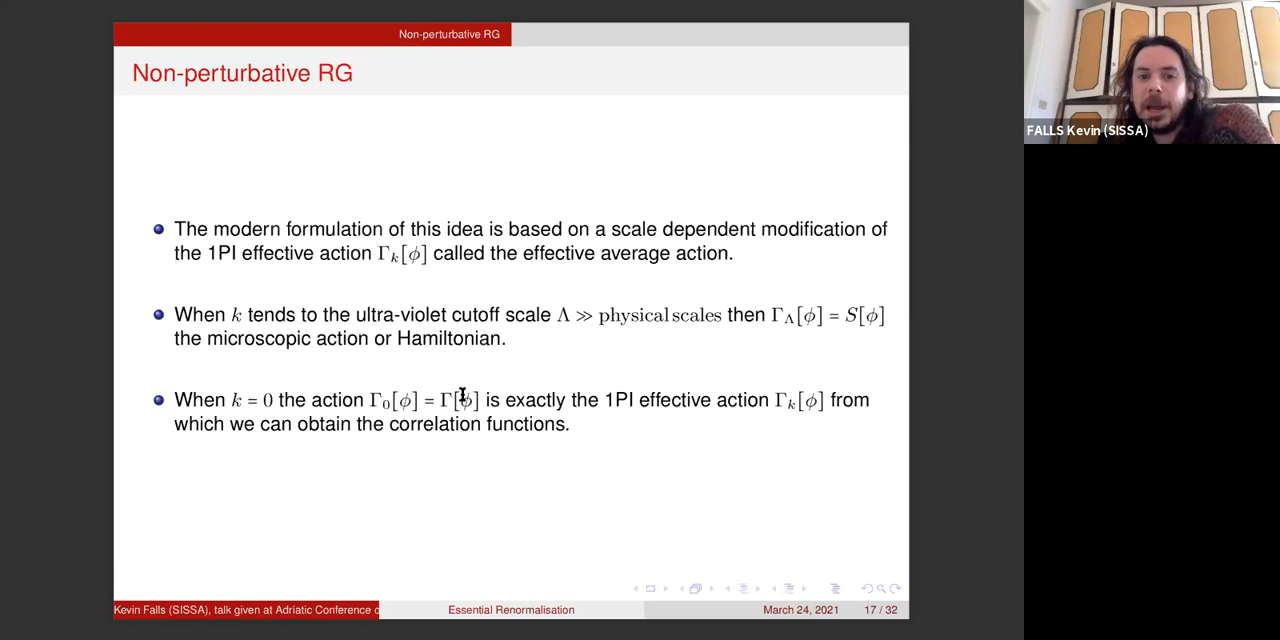 Non-perturbative RG
Non-perturbative RG
The modern formulation of this idea is based on a scale dependent modification of
the 1PI effective action Γₖ[ϕ] called the effective average action.
When k tends to the ultra-violet cutoff scale Λ ≫ physical scales then Γ_Λ[ϕ] = S[ϕ]
the microscopic action or Hamiltonian.
When k = 0 the action Γ₀[ϕ] = Γ[ϕ] is exactly the 1PI effective action Γₖ[ϕ] from
which we can obtain the correlation functions.
Kevin Falls (SISSA), talk given at Adriatic Conference
Essential Renormalisation
March 24, 2021
17 / 32
FALLS Kevin (SISSA)